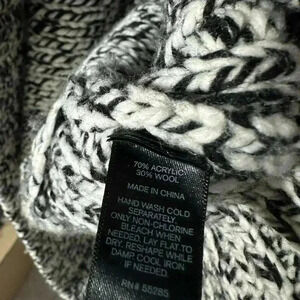 70% ACRYLIC
30% WOOL
MADE IN CHINA
HAND WASH COLD
SEPARATELY.
ONLY NON-CHLORINE
BLEACH WHEN
NEEDED, LAY FLAT TO
DRY. RESHAPE WHILE
DAMP. COOL IRON
IF NEEDED.
RN# 58285